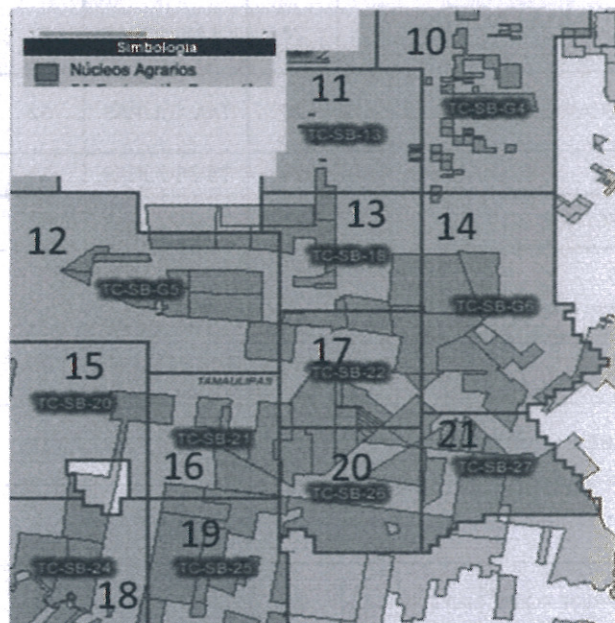 Simbología
Núcleos Agrarios
10
TC-SB-G4
11
TC-SB-13
12
TC-SB-G5
13
TC-SB-18
14
TC-SB-G6
15
TC-SB-20
17
TC-SB-22
TAMAULIPAS
TC-SB-21
16
21
TC-SB-27
20
TC-SB-26
19
TC-SB-25
TC-SB-24
18